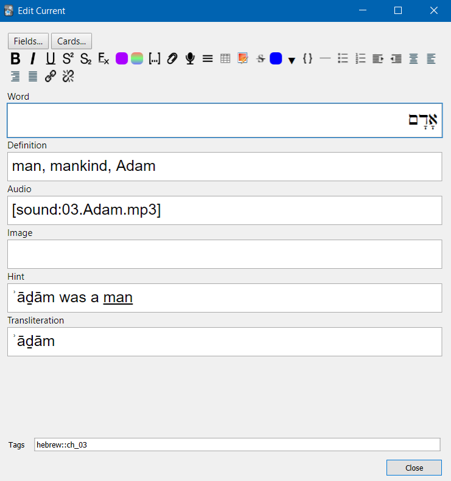 Edit Current
Fields... Cards...
B I U S² S₂ Eₓ [...] S { }
Word
אָדָם
Definition
man, mankind, Adam
Audio
[sound:03.Adam.mp3]
Image
Hint
ʾāḏām was a man
Transliteration
ʾāḏām
Tags hebrew::ch_03
Close